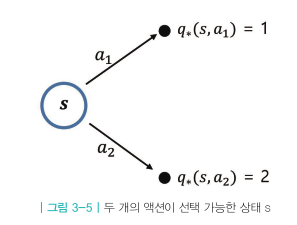 a₁
q*(s,a₁) = 1
s
a₂
q*(s,a₂) = 2
| 그림 3-5 | 두 개의 액션이 선택 가능한 상태 s